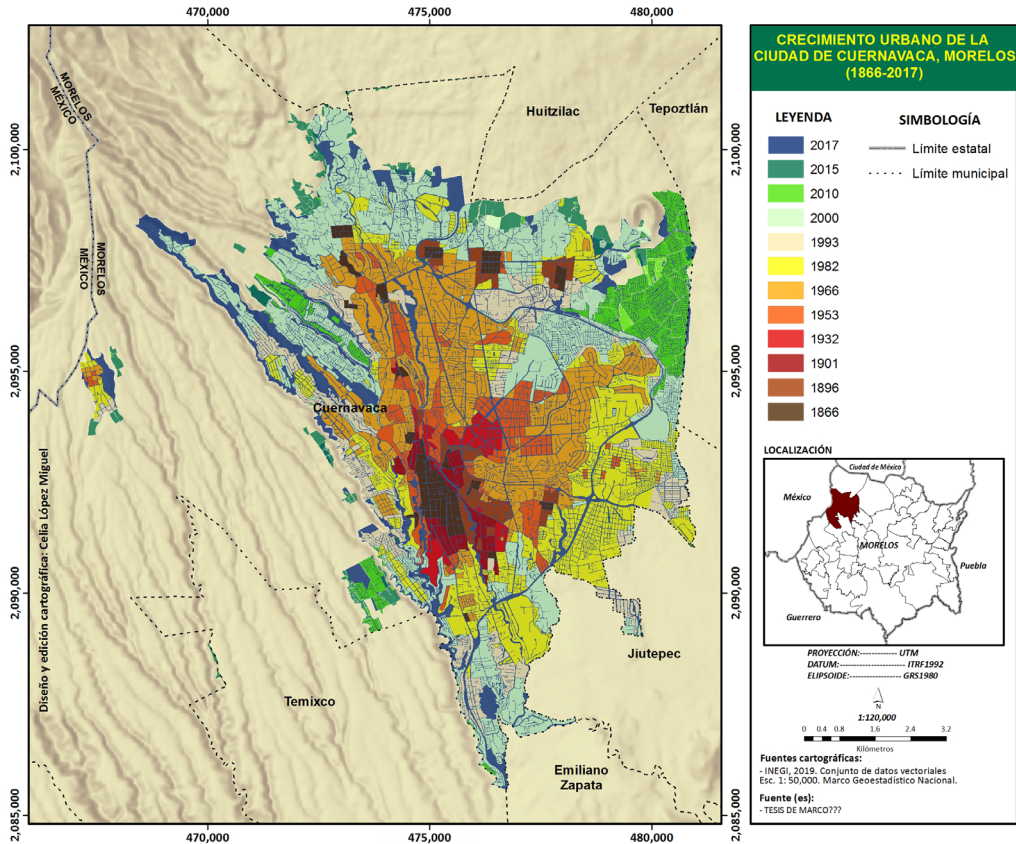 470,000
475,000
480,000
2,100,000
2,095,000
2,090,000
2,085,000
MORELOS
MÉXICO
MORELOS
MÉXICO
Huitzilac
Tepoztlán
Cuernavaca
Temixco
Jiutepec
Emiliano
Zapata
Diseño y edición cartográfica: Celia López Miguel
2,100,000
2,095,000
2,090,000
2,085,000
470,000
475,000
480,000
CRECIMIENTO URBANO DE LA
CIUDAD DE CUERNAVACA, MORELOS
(1866-2017)
LEYENDA
2017
2015
2010
2000
1993
1982
1966
1953
1932
1901
1896
1866
SIMBOLOGÍA
Límite estatal
Límite municipal
LOCALIZACIÓN
Ciudad de México
México
MORELOS
Puebla
Guerrero
PROYECCIÓN:------------ UTM
DATUM:---------------------- ITRF1992
ELIPSOIDE:------------------ GRS1980
N
1:120,000
0 0.4 0.8 1.6 2.4 3.2
Kilómetros
Fuentes cartográficas:
- INEGI, 2019. Conjunto de datos vectoriales
Esc. 1: 50,000. Marco Geoestadístico Nacional.
Fuente (es):
- TESIS DE MARCO???